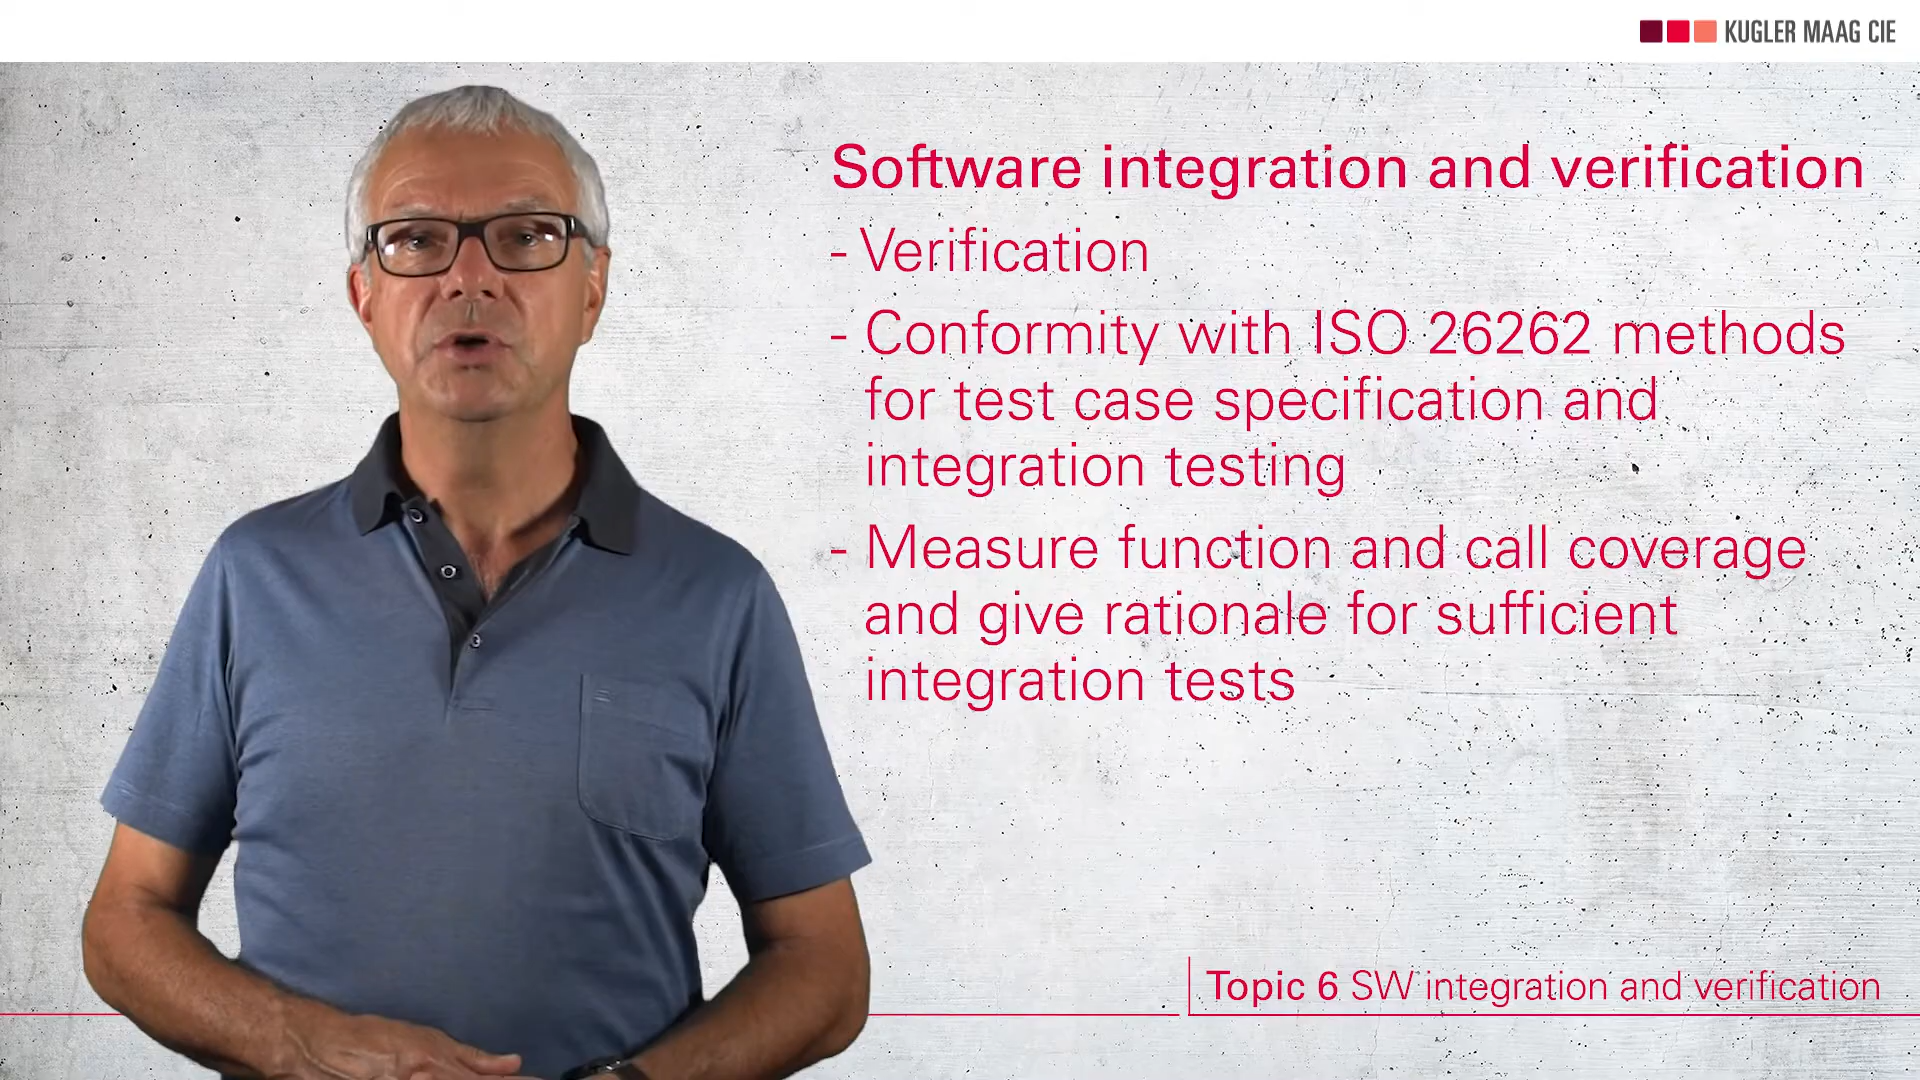 KUGLER MAAG CIE
Software integration and verification
- Verification
- Conformity with ISO 26262 methods
for test case specification and
integration testing
- Measure function and call coverage
and give rationale for sufficient
integration tests
Topic 6 SW integration and verification